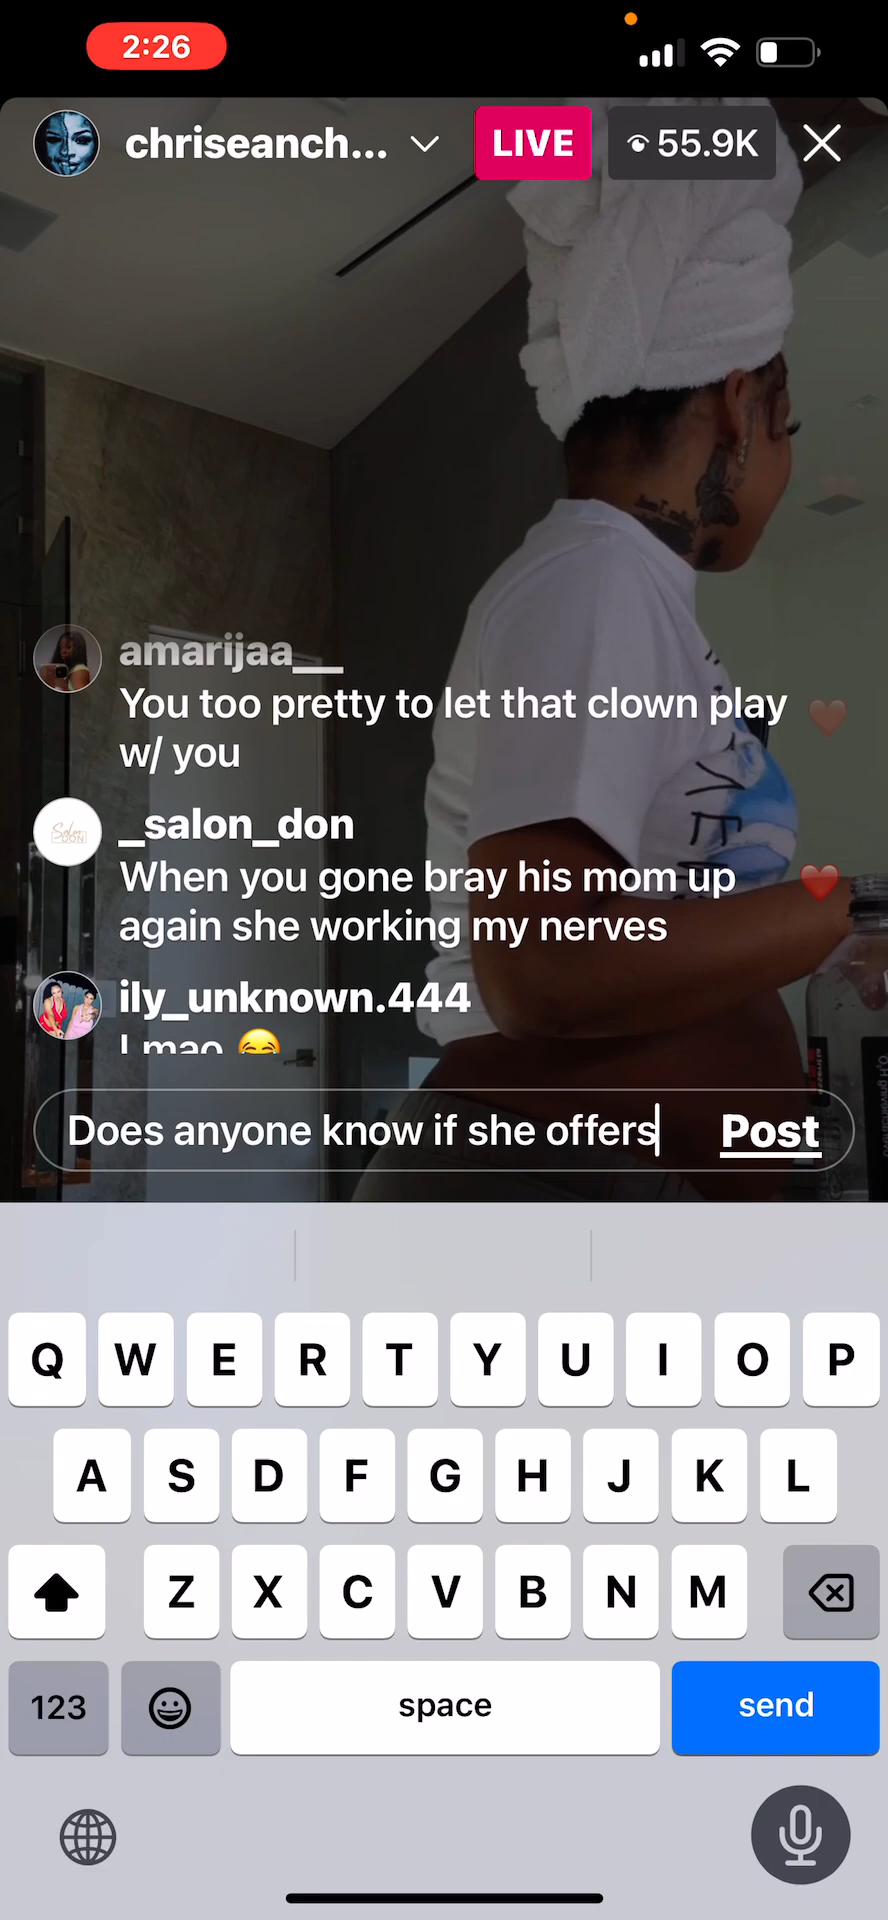 2:26
chriseanch...
LIVE
55.9K
amarijaa__
You too pretty to let that clown play
w/ you
_salon_don
When you gone bray his mom up
again she working my nerves
ily_unknown.444
Lmao 😂
Does anyone know if she offers
Post
Q W E R T Y U I O P
A S D F G H J K L
Z X C V B N M
123
space
send